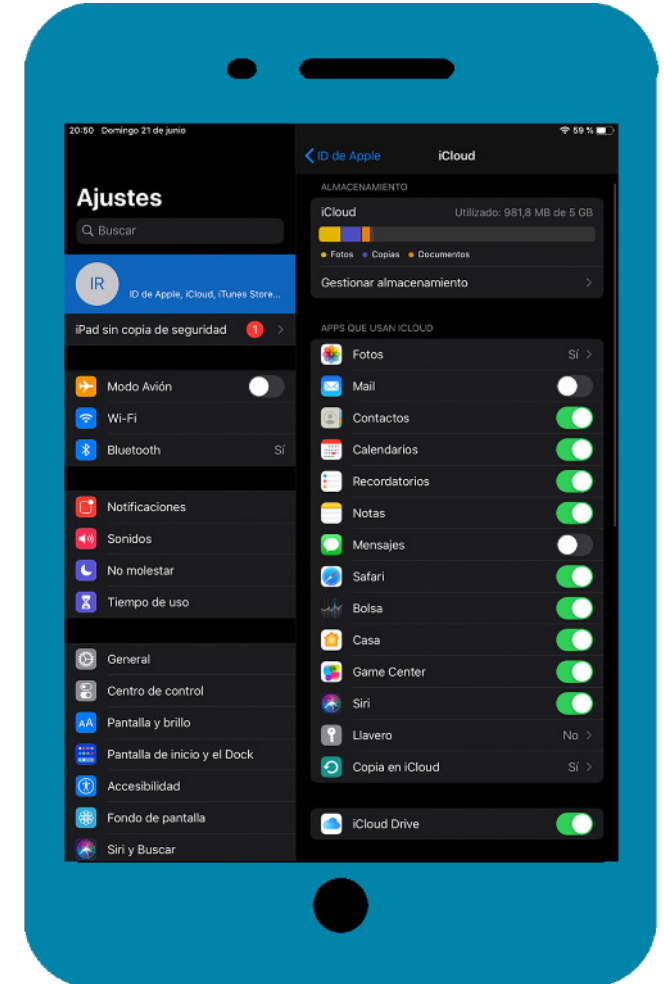 20:50 Domingo 21 de junio
59 %
Ajustes
Buscar
IR
ID de Apple, iCloud, iTunes Store...
iPad sin copia de seguridad 1
Modo Avión
Wi-Fi
Bluetooth Sí
Notificaciones
Sonidos
No molestar
Tiempo de uso
General
Centro de control
AA Pantalla y brillo
Pantalla de inicio y el Dock
Accesibilidad
Fondo de pantalla
Siri y Buscar
ID de Apple iCloud
ALMACENAMIENTO
iCloud Utilizado: 981,8 MB de 5 GB
Fotos Copias Documentos
Gestionar almacenamiento
APPS QUE USAN ICLOUD
Fotos Sí
Mail
Contactos
Calendarios
Recordatorios
Notas
Mensajes
Safari
Bolsa
Casa
Game Center
Siri
Llavero No
Copia en iCloud Sí
iCloud Drive